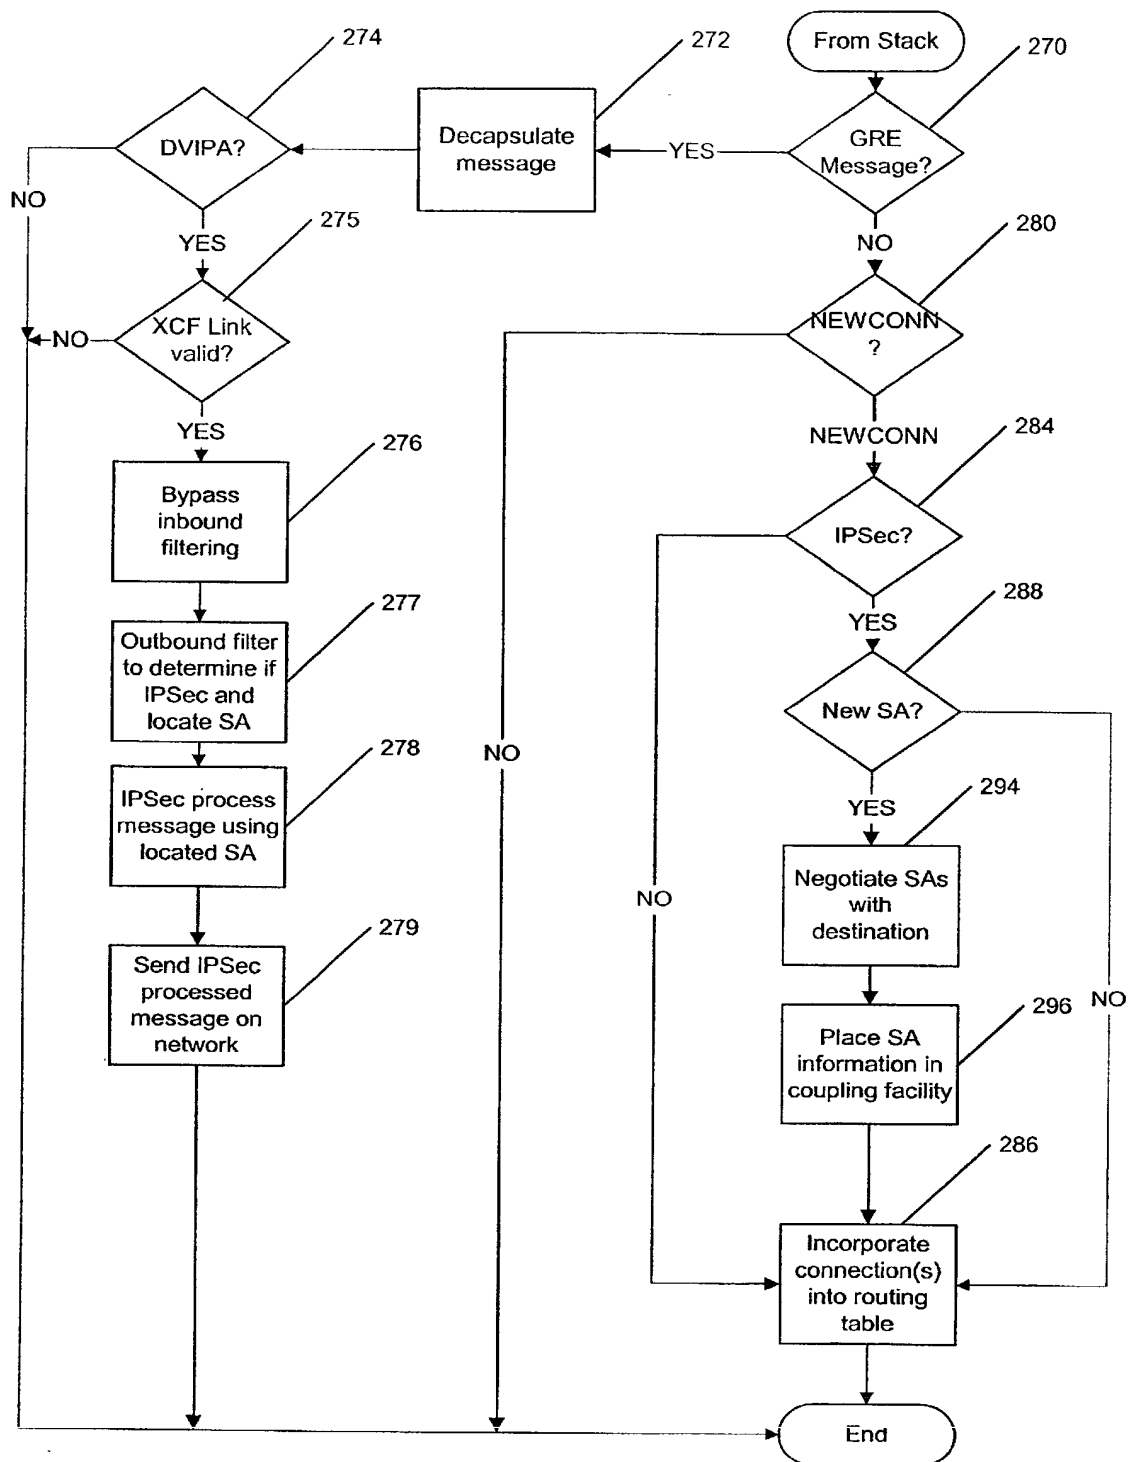 From Stack
270
GRE
Message?
YES
272
Decapsulate
message
274
DVIPA?
NO
YES
275
XCF Link
valid?
NO
YES
276
Bypass
inbound
filtering
277
Outbound filter
to determine if
IPSec and
locate SA
278
IPSec process
message using
located SA
279
Send IPSec
processed
message on
network
NO
280
NEWCONN
?
NO
NEWCONN
284
IPSec?
NO
YES
288
New SA?
NO
YES
294
Negotiate SAs
with
destination
296
Place SA
information in
coupling facility
286
Incorporate
connection(s)
into routing
table
End